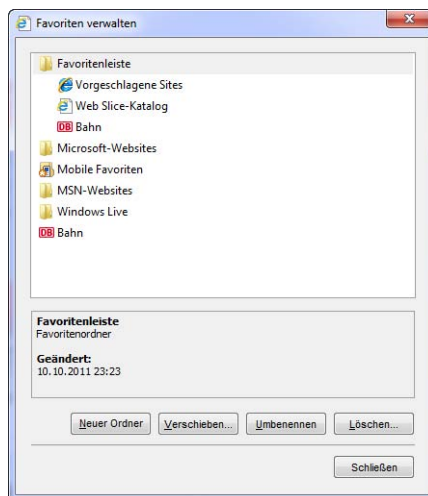 Favoriten verwalten
Favoritenleiste
Vorgeschlagene Sites
Web Slice-Katalog
DB Bahn
Microsoft-Websites
Mobile Favoriten
MSN-Websites
Windows Live
DB Bahn
Favoritenleiste
Favoritenordner
Geändert:
10.10.2011 23:23
Neuer Ordner Verschieben... Umbenennen Löschen...
Schließen